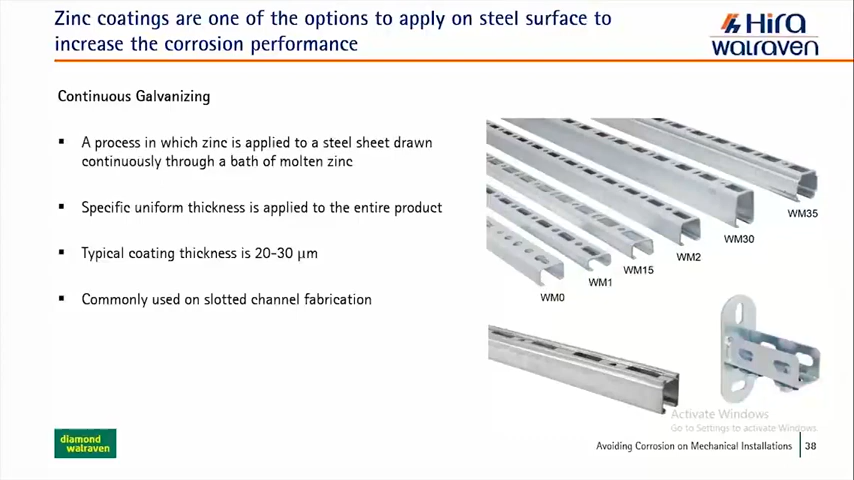 Zinc coatings are one of the options to apply on steel surface to
increase the corrosion performance
Hira
walraven
Continuous Galvanizing
▪ A process in which zinc is applied to a steel sheet drawn
continuously through a bath of molten zinc
▪ Specific uniform thickness is applied to the entire product
▪ Typical coating thickness is 20-30 μm
▪ Commonly used on slotted channel fabrication
WM35
WM30
WM2
WM15
WM1
WM0
Activate Windows
Go to Settings to activate Windows.
diamond
walraven
Avoiding Corrosion on Mechanical Installations 38